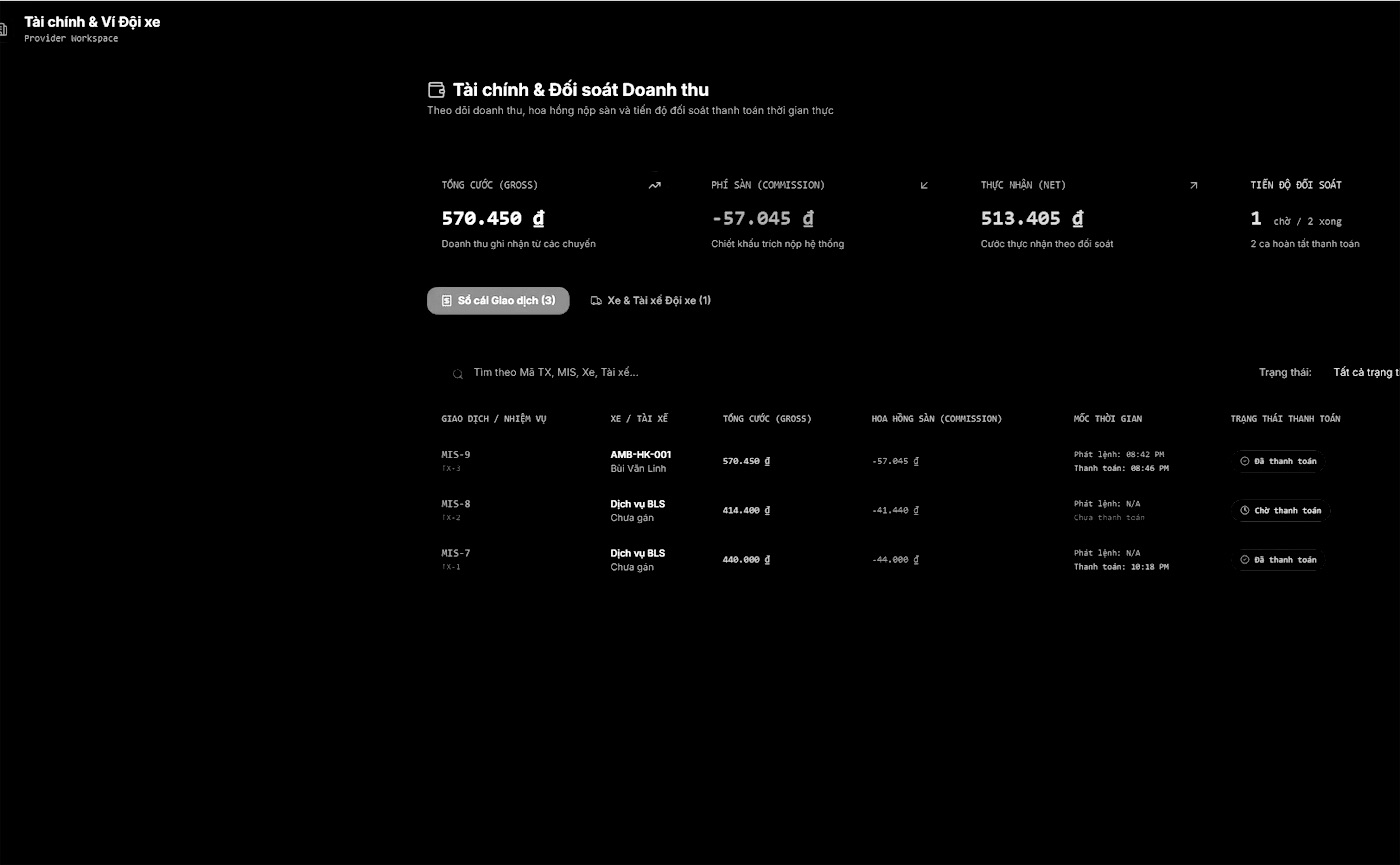 Tài chính & Ví Đội xe
Provider Workspace
Tài chính & Đối soát Doanh thu
Theo dõi doanh thu, hoa hồng nộp sàn và tiến độ đối soát thanh toán thời gian thực
TỔNG CƯỚC (GROSS)
570.450 ₫
Doanh thu ghi nhận từ các chuyến
PHÍ SÀN (COMMISSION)
-57.045 ₫
Chiết khấu trích nộp hệ thống
THỰC NHẬN (NET)
513.405 ₫
Cước thực nhận theo đối soát
TIẾN ĐỘ ĐỐI SOÁT
1 chờ / 2 xong
2 ca hoàn tất thanh toán
Sổ cái Giao dịch (3) Xe & Tài xế Đội xe (1)
Tìm theo Mã TX, MIS, Xe, Tài xế... Trạng thái: Tất cả trạng
GIAO DỊCH / NHIỆM VỤ XE / TÀI XẾ TỔNG CƯỚC (GROSS) HOA HỒNG SÀN (COMMISSION) MỐC THỜI GIAN TRẠNG THÁI THANH TOÁN
MIS-9 AMB-HK-001 570.450 ₫ -57.045 ₫ Phát lệnh: 08:42 PM Đã thanh toán
TX-3 Bùi Văn Linh Thanh toán: 08:46 PM
MIS-8 Dịch vụ BLS 414.400 ₫ -41.440 ₫ Phát lệnh: N/A Chờ thanh toán
TX-2 Chưa gán Chưa thanh toán
MIS-7 Dịch vụ BLS 440.000 ₫ -44.000 ₫ Phát lệnh: N/A Đã thanh toán
TX-1 Chưa gán Thanh toán: 10:18 PM